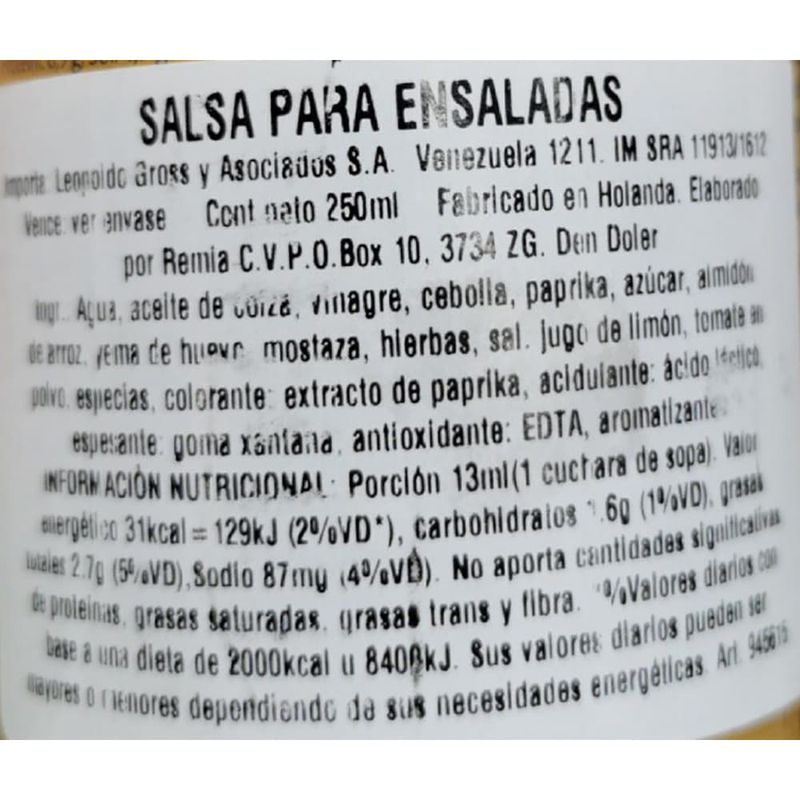 SALSA PARA ENSALADAS
Importa: Leopoldo Gross y Asociados S.A. Venezuela 1211. IM SRA 11913/1612
Vence: ver envase Cont neto 250ml Fabricado en Holanda. Elaborado
por Remia C.V.P.O.Box 10, 3734 ZG. Den Doler
Ingr.: Agua, aceite de colza, vinagre, cebolla, paprika, azúcar, almidón
de arroz, yema de huevo, mostaza, hierbas, sal, jugo de limón, tomate en
polvo, especias, colorante: extracto de paprika, acidulante: ácido láctico,
espesante: goma xantana, antioxidante: EDTA, aromatizante.
INFORMACIÓN NUTRICIONAL: Porción 13ml(1 cuchara de sopa). Valor
energético 31kcal = 129kJ (2%VD*), carbohidratos 1.6g (1%VD), grasas
totales 2.7g (5%VD), Sodio 87mg (4%VD). No aporta cantidades significativas
de proteínas, grasas saturadas, grasas trans y fibra. *%Valores diarios con
base a una dieta de 2000kcal u 8400kJ. Sus valores diarios pueden ser
mayores o menores dependiendo de sus necesidades energéticas. Art. 945615